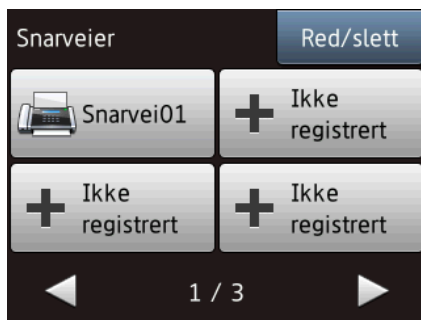 Snarveier
Red/slett
Snarvei01
Ikke
registrert
Ikke
registrert
Ikke
registrert
1 / 3